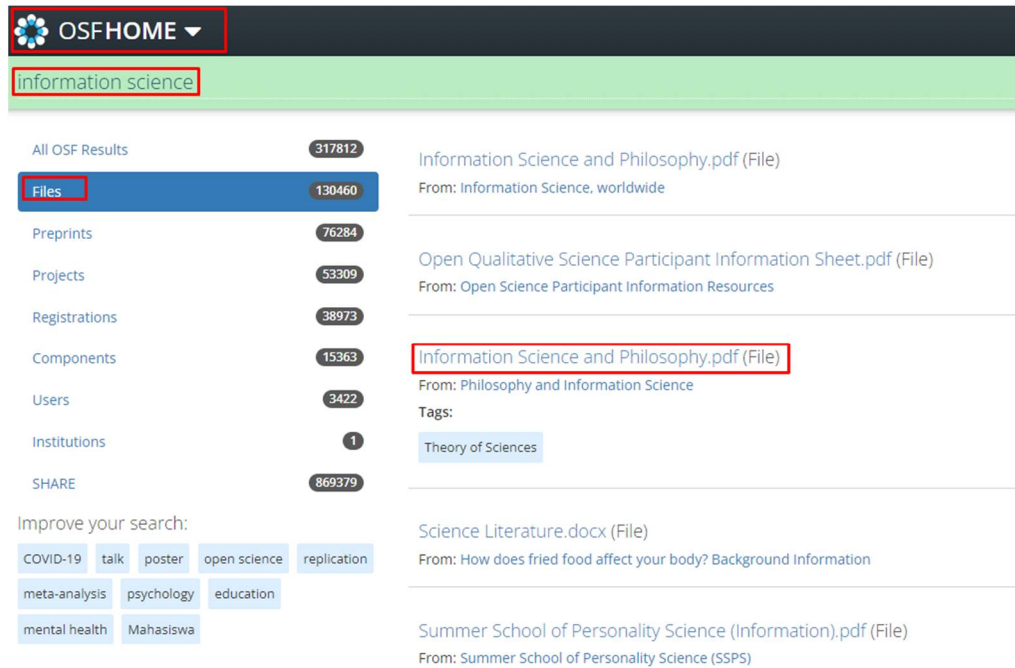 OSFHOME
information science
All OSF Results 317812
Files 130460
Preprints 76284
Projects 53309
Registrations 38973
Components 15363
Users 3422
Institutions 1
SHARE 869379
Improve your search:
COVID-19 talk poster open science replication
meta-analysis psychology education
mental health Mahasiswa
Information Science and Philosophy.pdf (File)
From: Information Science, worldwide
Open Qualitative Science Participant Information Sheet.pdf (File)
From: Open Science Participant Information Resources
Information Science and Philosophy.pdf (File)
From: Philosophy and Information Science
Tags:
Theory of Sciences
Science Literature.docx (File)
From: How does fried food affect your body? Background Information
Summer School of Personality Science (Information).pdf (File)
From: Summer School of Personality Science (SSPS)